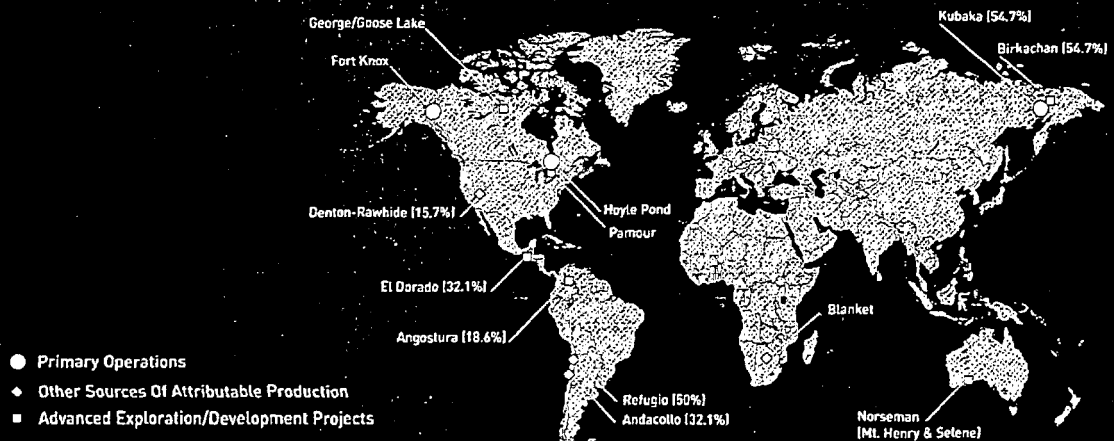 George/Goose Lake
Fort Knox
Kubaka (54.7%)
Birkachan (54.7%)
Denton-Rawhide (15.7%)
Hoyle Pond
Pamour
El Dorado (32.1%)
Angostura (18.6%)
Blanket
Refugio (50%)
Andacollo (32.1%)
Norseman
(Mt. Henry & Selene)
Primary Operations
Other Sources Of Attributable Production
Advanced Exploration/Development Projects